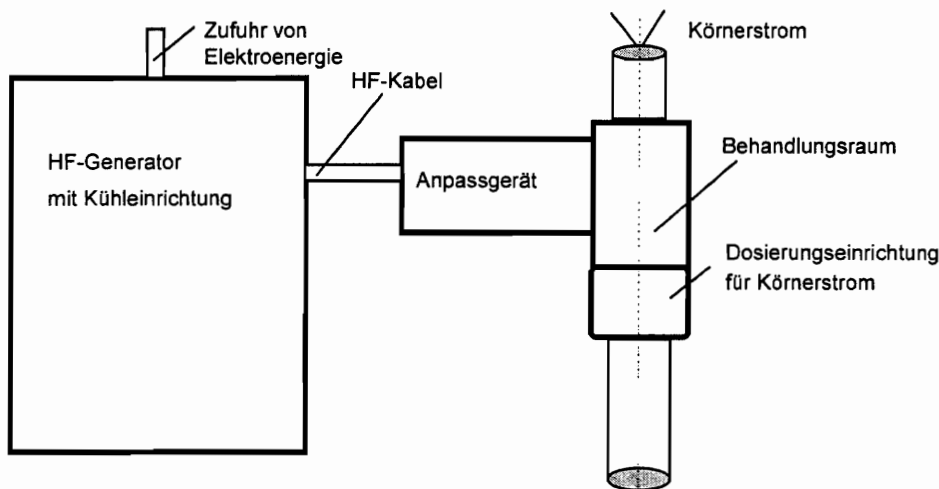 Zufuhr von
Elektroenergie
Körnerstrom
HF-Kabel
HF-Generator
mit Kühleinrichtung
Anpassgerät
Behandlungsraum
Dosierungseinrichtung
für Körnerstrom